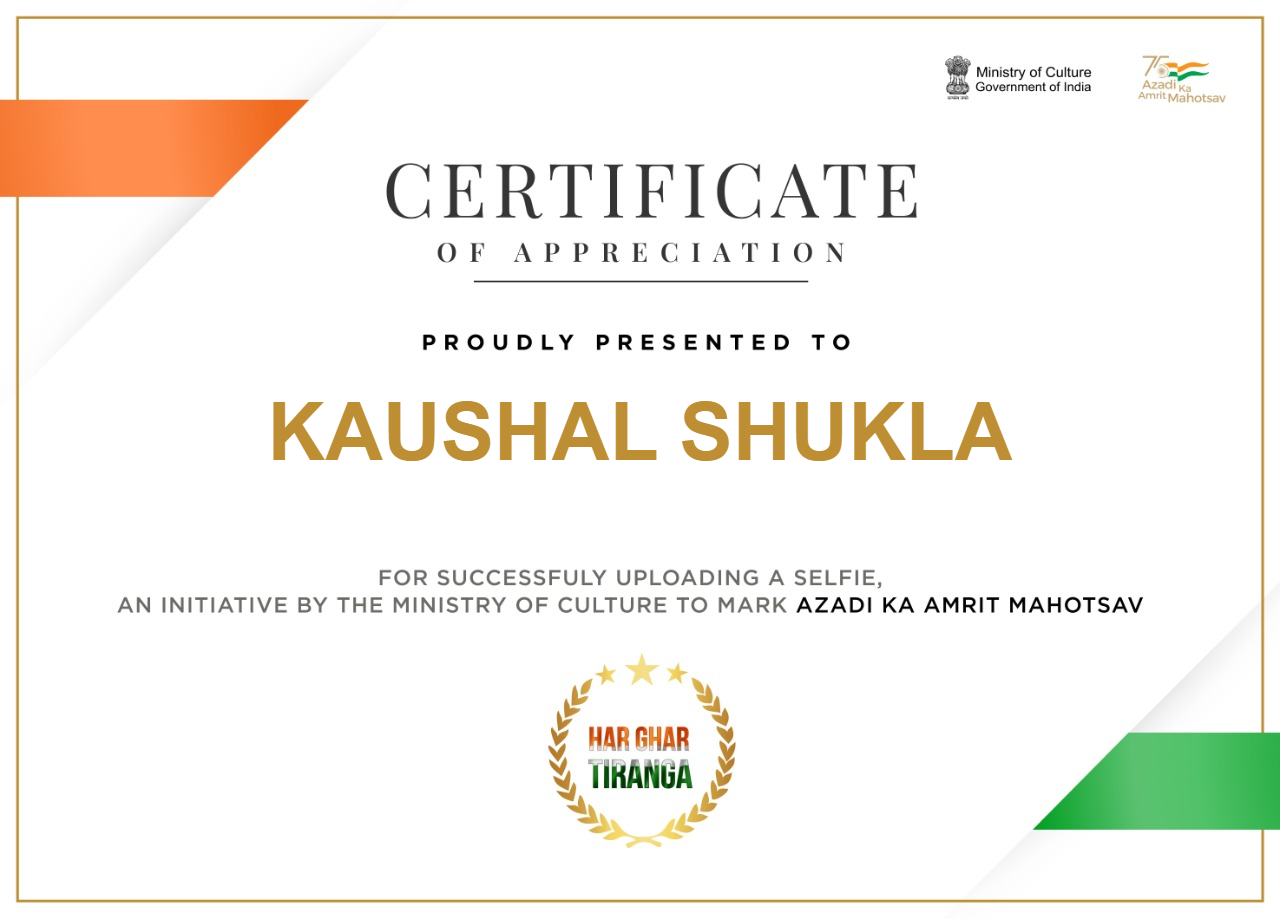 Ministry of Culture
Government of India
75
Azadi Ka
Amrit Mahotsav
CERTIFICATE
OF APPRECIATION
PROUDLY PRESENTED TO
KAUSHAL SHUKLA
FOR SUCCESSFULY UPLOADING A SELFIE,
AN INITIATIVE BY THE MINISTRY OF CULTURE TO MARK AZADI KA AMRIT MAHOTSAV
HAR GHAR
TIRANGA